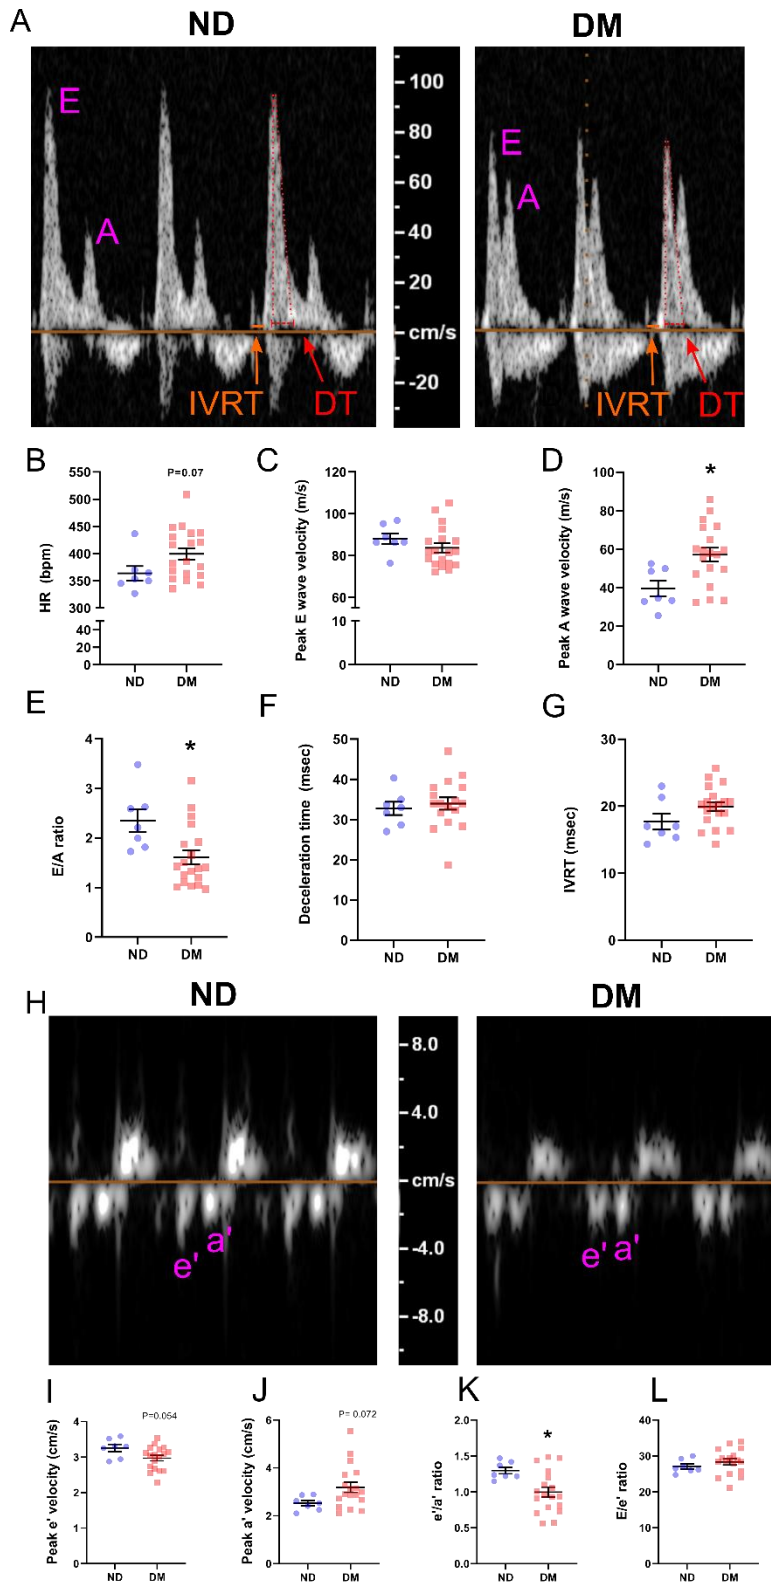 A
ND
DM
E
A
IVRT
DT
100
80
60
40
20
cm/s
-20
E
A
IVRT
DT
B
HR (bpm)
P=0.07
550
500
450
400
350
300
50
40
30
20
10
0
ND
DM
C
Peak E wave velocity (m/s)
120
100
80
60
10
0
ND
DM
D
Peak A wave velocity (m/s)
*
100
80
60
40
20
0
ND
DM
E
E/A ratio
*
4
3
2
1
0
ND
DM
F
Deceleration time (msec)
50
40
30
20
10
0
ND
DM
G
IVRT (msec)
30
20
10
0
ND
DM
H
ND
DM
e'
a'
8.0
4.0
cm/s
-4.0
-8.0
e'
a'
I
Peak e' velocity (cm/s)
P=0.054
4
3
2
1
0
ND
DM
J
Peak a' velocity (cm/s)
P= 0.072
6
4
2
0
ND
DM
K
e'/a' ratio
*
2.0
1.5
1.0
0.5
0.0
ND
DM
L
E/e' ratio
40
30
20
10
0
ND
DM